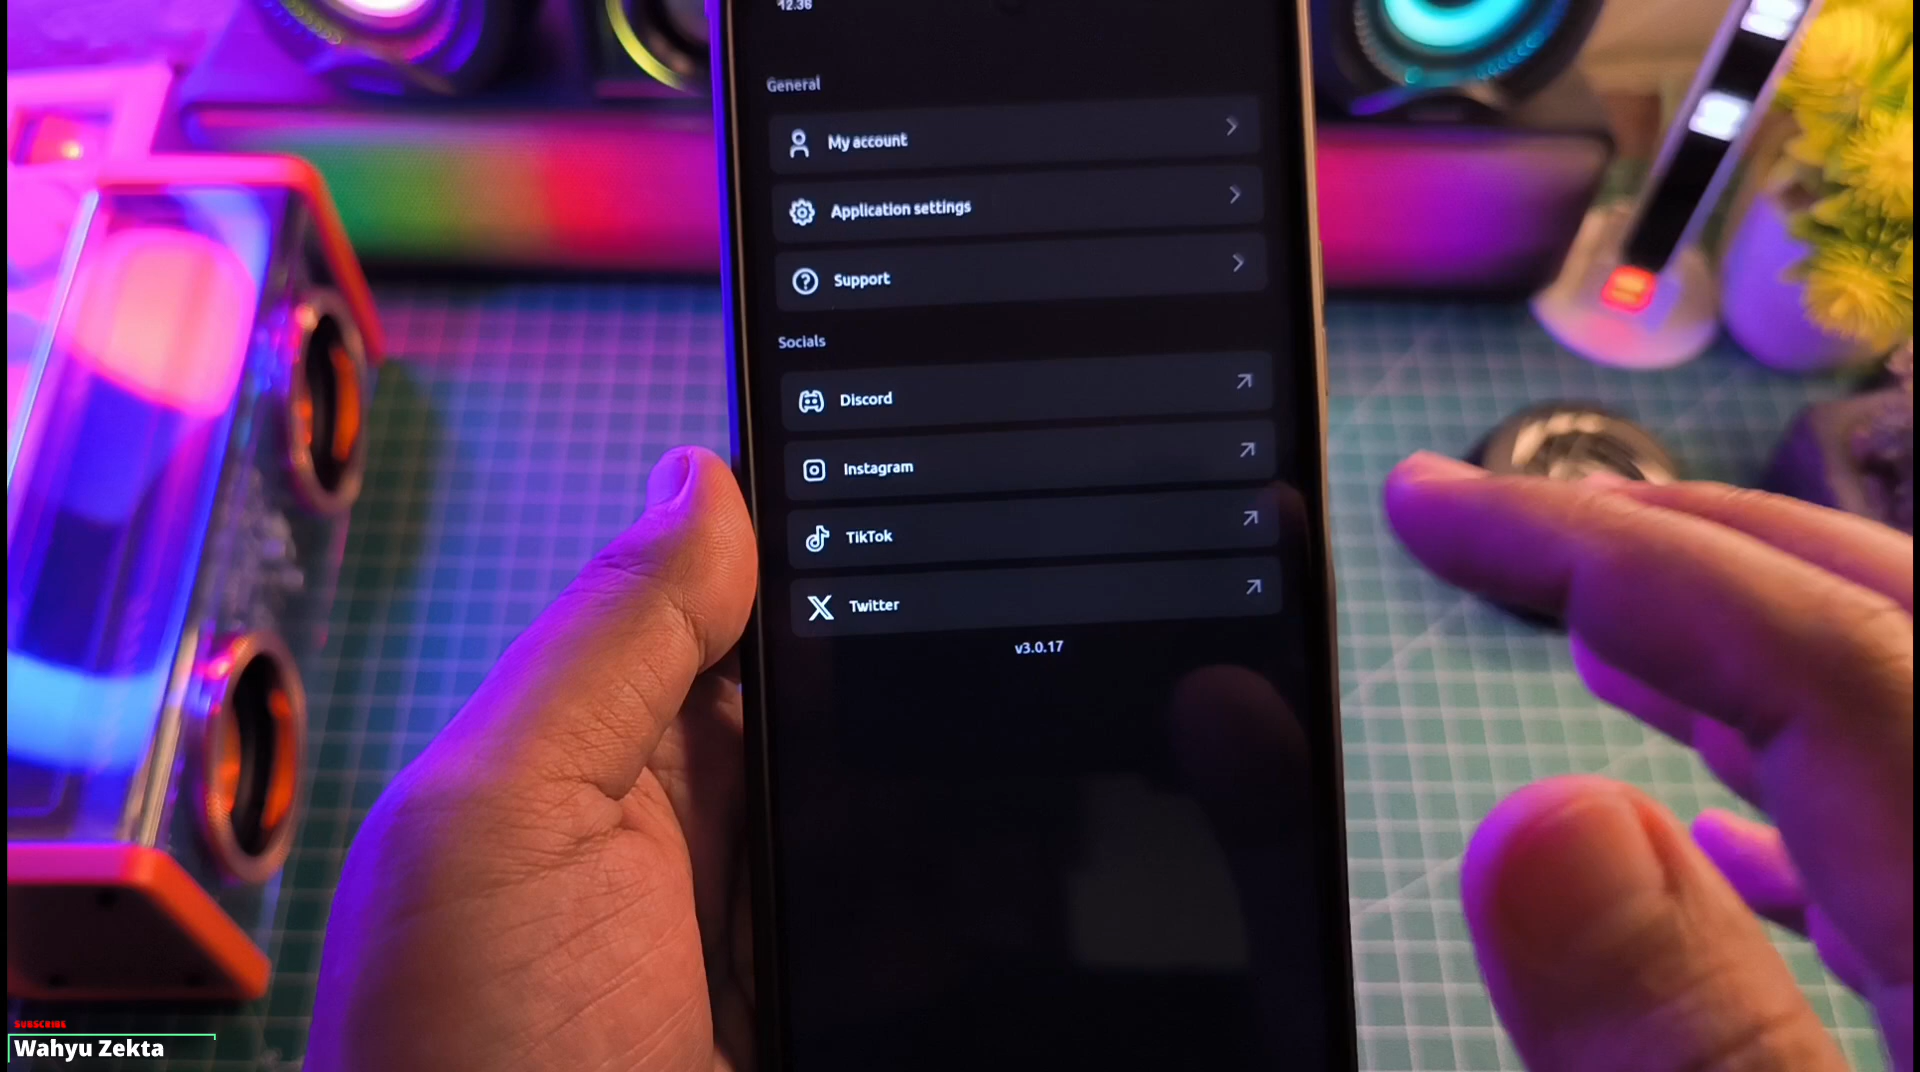 12.36
General
My account
Application settings
Support
Socials
Discord
Instagram
TikTok
Twitter
v3.0.17
SUBSCRIBE
Wahyu Zekta